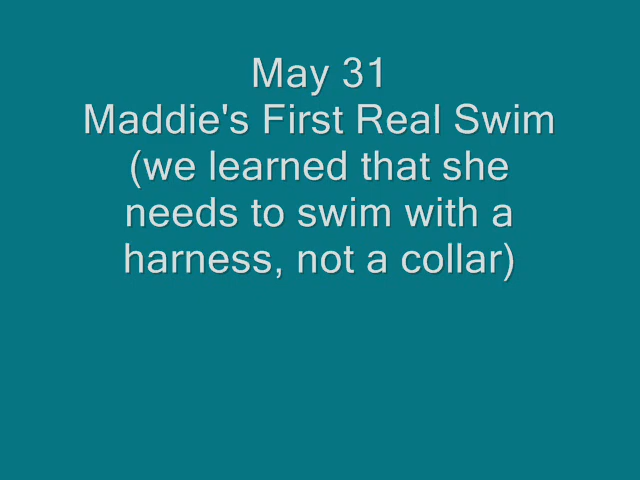 May 31
Maddie's First Real Swim
(we learned that she
needs to swim with a
harness, not a collar)